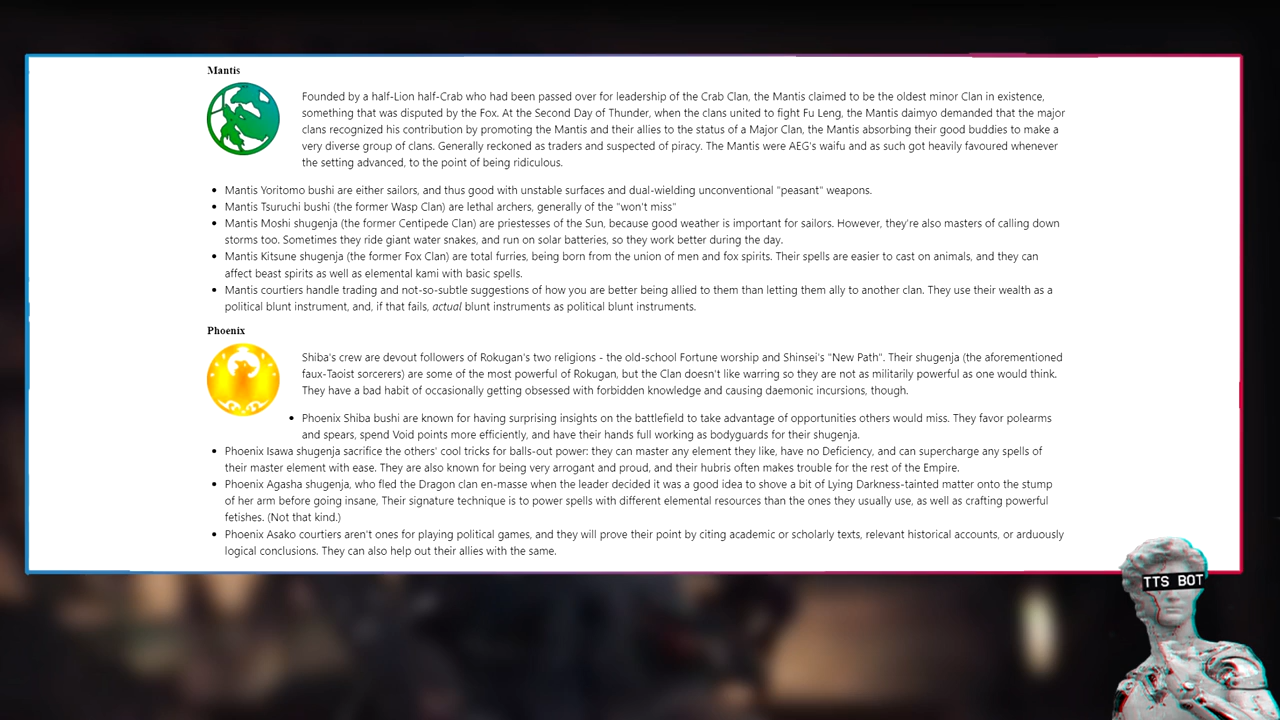 Mantis
Founded by a half-Lion half-Crab who had been passed over for leadership of the Crab Clan, the Mantis claimed to be the oldest minor Clan in existence,
something that was disputed by the Fox. At the Second Day of Thunder, when the clans united to fight Fu Leng, the Mantis daimyo demanded that the major
clans recognized his contribution by promoting the Mantis and their allies to the status of a Major Clan, the Mantis absorbing their good buddies to make a
very diverse group of clans. Generally reckoned as traders and suspected of piracy. The Mantis were AEG's waifu and as such got heavily favoured whenever
the setting advanced, to the point of being ridiculous.
• Mantis Yoritomo bushi are either sailors, and thus good with unstable surfaces and dual-wielding unconventional "peasant" weapons.
• Mantis Tsuruchi bushi (the former Wasp Clan) are lethal archers, generally of the "won't miss"
• Mantis Moshi shugenja (the former Centipede Clan) are priestesses of the Sun, because good weather is important for sailors. However, they're also masters of calling down
storms too. Sometimes they ride giant water snakes, and run on solar batteries, so they work better during the day.
• Mantis Kitsune shugenja (the former Fox Clan) are total furries, being born from the union of men and fox spirits. Their spells are easier to cast on animals, and they can
affect beast spirits as well as elemental kami with basic spells.
• Mantis courtiers handle trading and not-so-subtle suggestions of how you are better being allied to them than letting them ally to another clan. They use their wealth as a
political blunt instrument, and, if that fails, actual blunt instruments as political blunt instruments.
Phoenix
Shiba's crew are devout followers of Rokugan's two religions - the old-school Fortune worship and Shinsei's "New Path". Their shugenja (the aforementioned
faux-Taoist sorcerers) are some of the most powerful of Rokugan, but the Clan doesn't like warring so they are not as militarily powerful as one would think.
They have a bad habit of occasionally getting obsessed with forbidden knowledge and causing daemonic incursions, though.
• Phoenix Shiba bushi are known for having surprising insights on the battlefield to take advantage of opportunities others would miss. They favor polearms
and spears, spend Void points more efficiently, and have their hands full working as bodyguards for their shugenja.
• Phoenix Isawa shugenja sacrifice the others' cool tricks for balls-out power: they can master any element they like, have no Deficiency, and can supercharge any spells of
their master element with ease. They are also known for being very arrogant and proud, and their hubris often makes trouble for the rest of the Empire.
• Phoenix Agasha shugenja, who fled the Dragon clan en-masse when the leader decided it was a good idea to shove a bit of Lying Darkness-tainted matter onto the stump
of her arm before going insane, Their signature technique is to power spells with different elemental resources than the ones they usually use, as well as crafting powerful
fetishes. (Not that kind.)
• Phoenix Asako courtiers aren't ones for playing political games, and they will prove their point by citing academic or scholarly texts, relevant historical accounts, or arduously
logical conclusions. They can also help out their allies with the same.
TTS BOT